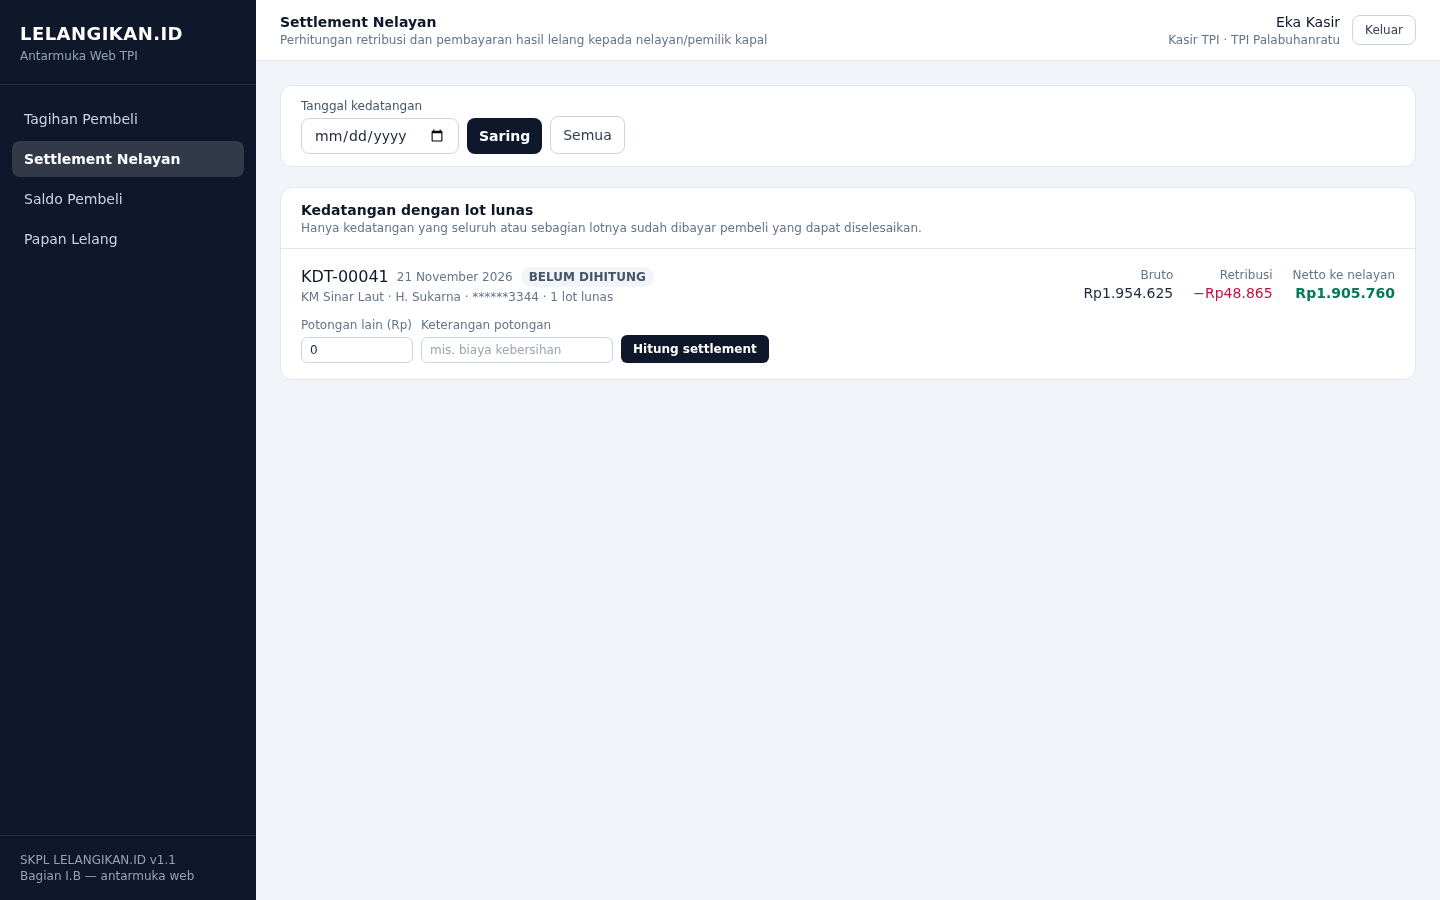 LELANGIKAN.ID
Antarmuka Web TPI
Tagihan Pembeli
Settlement Nelayan
Saldo Pembeli
Papan Lelang
SKPL LELANGIKAN.ID v1.1
Bagian I.B — antarmuka web
Settlement Nelayan
Perhitungan retribusi dan pembayaran hasil lelang kepada nelayan/pemilik kapal
Eka Kasir
Kasir TPI · TPI Palabuhanratu
Keluar
Tanggal kedatangan
mm/dd/yyyy
Saring
Semua
Kedatangan dengan lot lunas
Hanya kedatangan yang seluruh atau sebagian lotnya sudah dibayar pembeli yang dapat diselesaikan.
KDT-00041 21 November 2026 BELUM DIHITUNG
KM Sinar Laut · H. Sukarna · ******3344 · 1 lot lunas
Bruto Retribusi Netto ke nelayan
Rp1.954.625 −Rp48.865 Rp1.905.760
Potongan lain (Rp) Keterangan potongan
0 mis. biaya kebersihan Hitung settlement